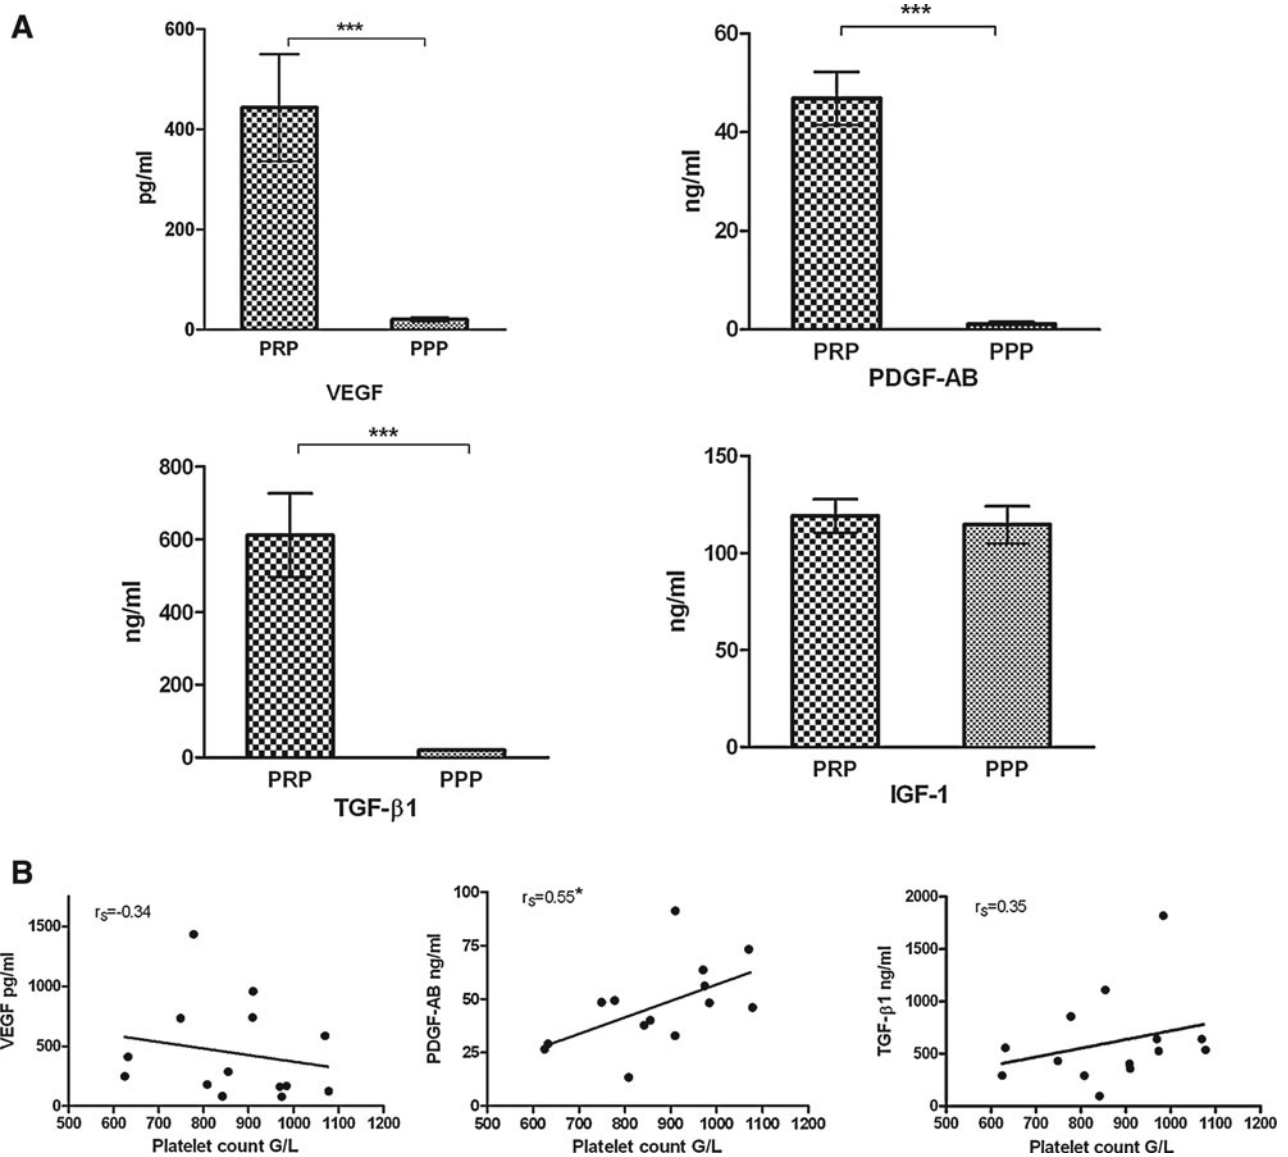 A
600
400
200
0
pg/ml
***
PRP
PPP
VEGF
60
40
20
0
ng/ml
***
PRP
PPP
PDGF-AB
800
600
400
200
0
ng/ml
***
PRP
PPP
TGF-β1
150
100
50
0
ng/ml
PRP
PPP
IGF-1
B
VEGF pg/ml
1500
1000
500
0
rS=-0.34
500 600 700 800 900 1000 1100 1200
Platelet count G/L
PDGF-AB ng/ml
100
75
50
25
0
rS=0.55*
500 600 700 800 900 1000 1100 1200
Platelet count G/L
TGF-β1 ng/ml
2000
1500
1000
500
0
rS=0.35
500 600 700 800 900 1000 1100 1200
Platelet count G/L